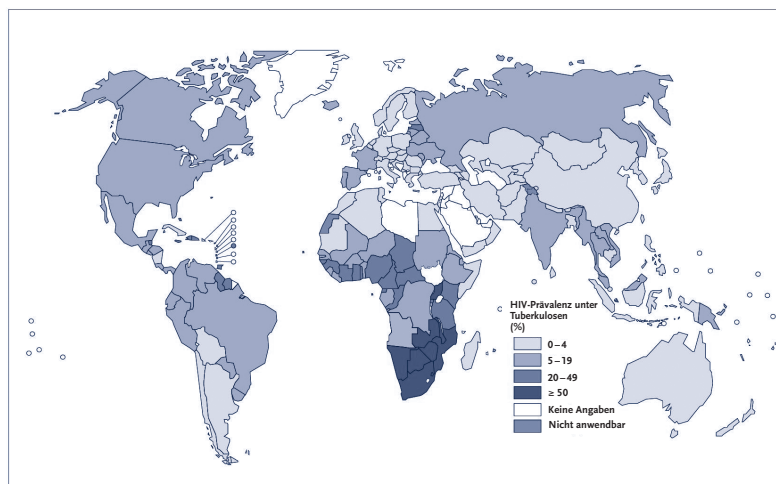 HIV-Prävalenz unter
Tuberkulosen
(%)
0–4
5–19
20–49
≥ 50
Keine Angaben
Nicht anwendbar